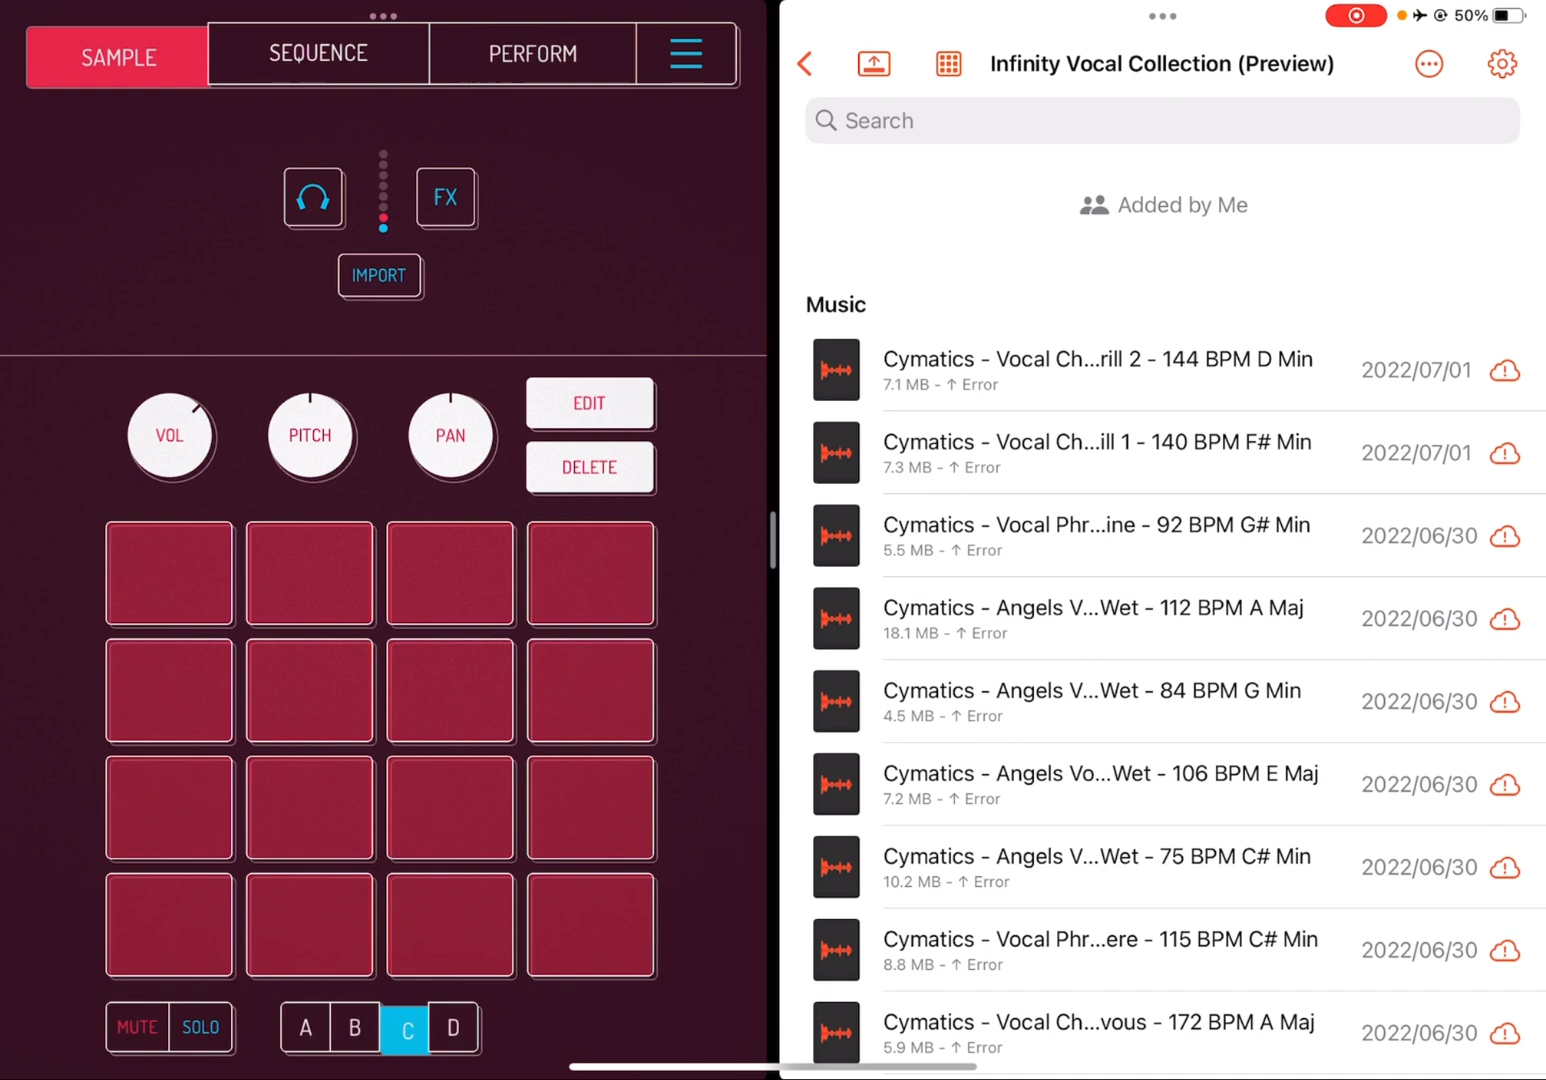 SAMPLE
SEQUENCE
PERFORM
FX
IMPORT
VOL
PITCH
PAN
EDIT
DELETE
MUTE
SOLO
A
B
C
D
50%
Infinity Vocal Collection (Preview)
Search
Added by Me
Music
Cymatics - Vocal Ch...rill 2 - 144 BPM D Min
7.1 MB - ↑ Error
2022/07/01
Cymatics - Vocal Ch...ill 1 - 140 BPM F# Min
7.3 MB - ↑ Error
2022/07/01
Cymatics - Vocal Phr...ine - 92 BPM G# Min
5.5 MB - ↑ Error
2022/06/30
Cymatics - Angels V...Wet - 112 BPM A Maj
18.1 MB - ↑ Error
2022/06/30
Cymatics - Angels V...Wet - 84 BPM G Min
4.5 MB - ↑ Error
2022/06/30
Cymatics - Angels Vo...Wet - 106 BPM E Maj
7.2 MB - ↑ Error
2022/06/30
Cymatics - Angels V...Wet - 75 BPM C# Min
10.2 MB - ↑ Error
2022/06/30
Cymatics - Vocal Phr...ere - 115 BPM C# Min
8.8 MB - ↑ Error
2022/06/30
Cymatics - Vocal Ch...vous - 172 BPM A Maj
5.9 MB - ↑ Error
2022/06/30